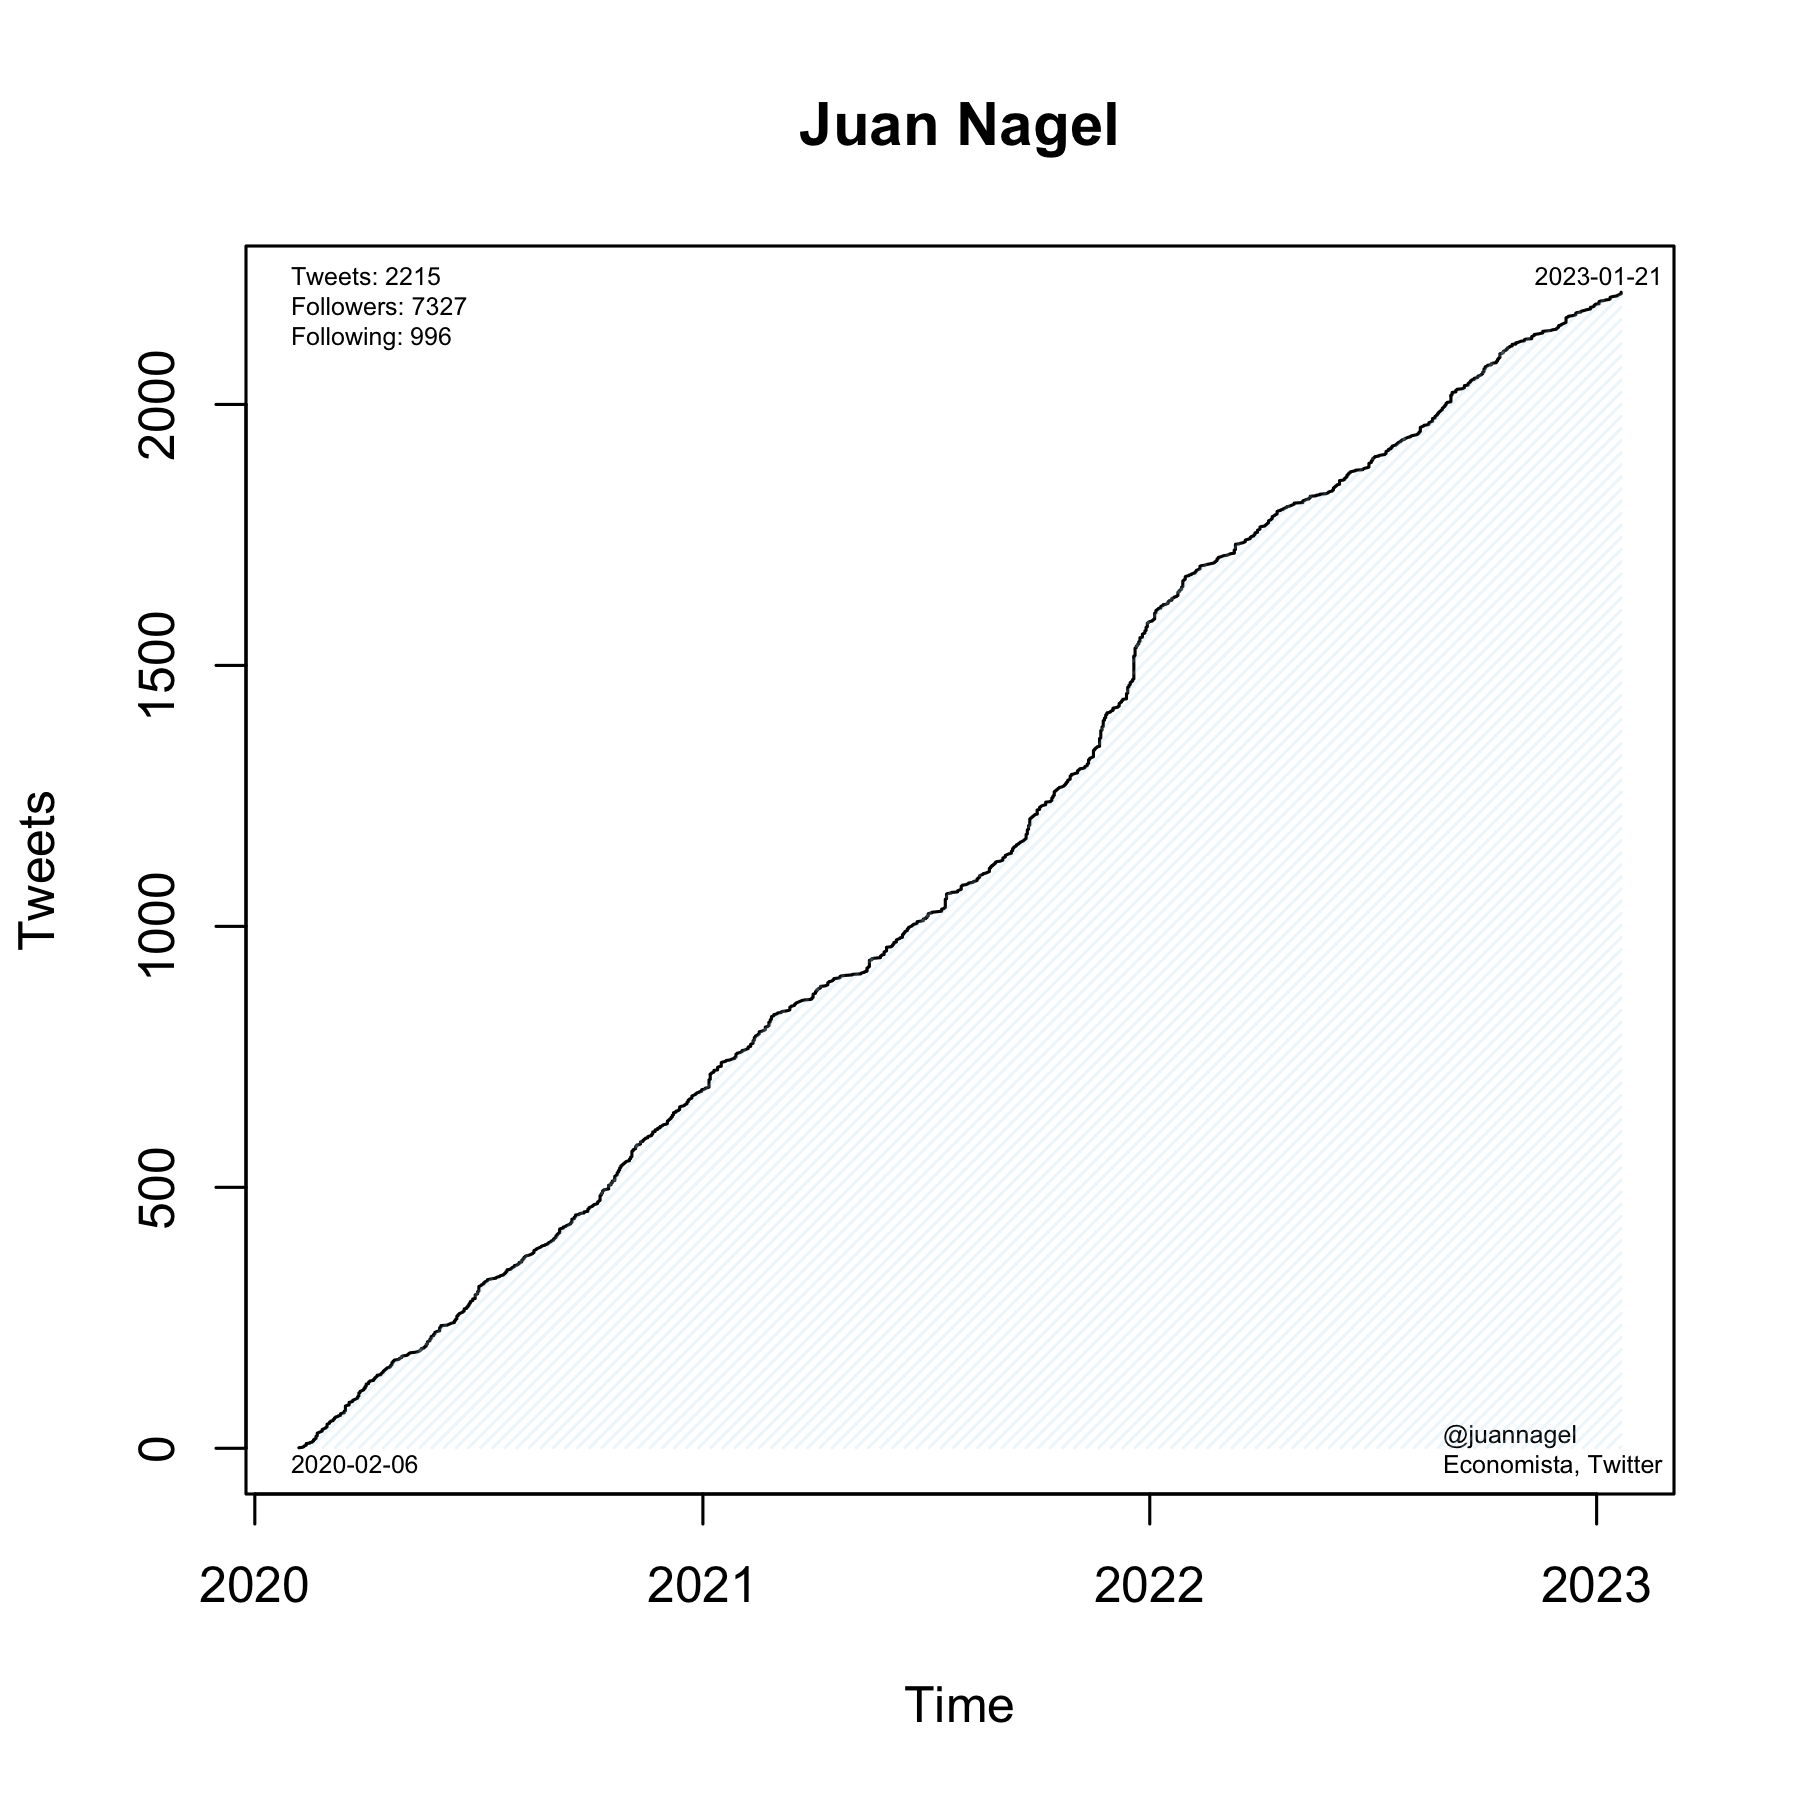 Juan Nagel
Tweets: 2215
Followers: 7327
Following: 996
2023-01-21
2000
1500
1000
500
0
Tweets
2020-02-06
@juannagel
Economista, Twitter
2020
2021
2022
2023
Time